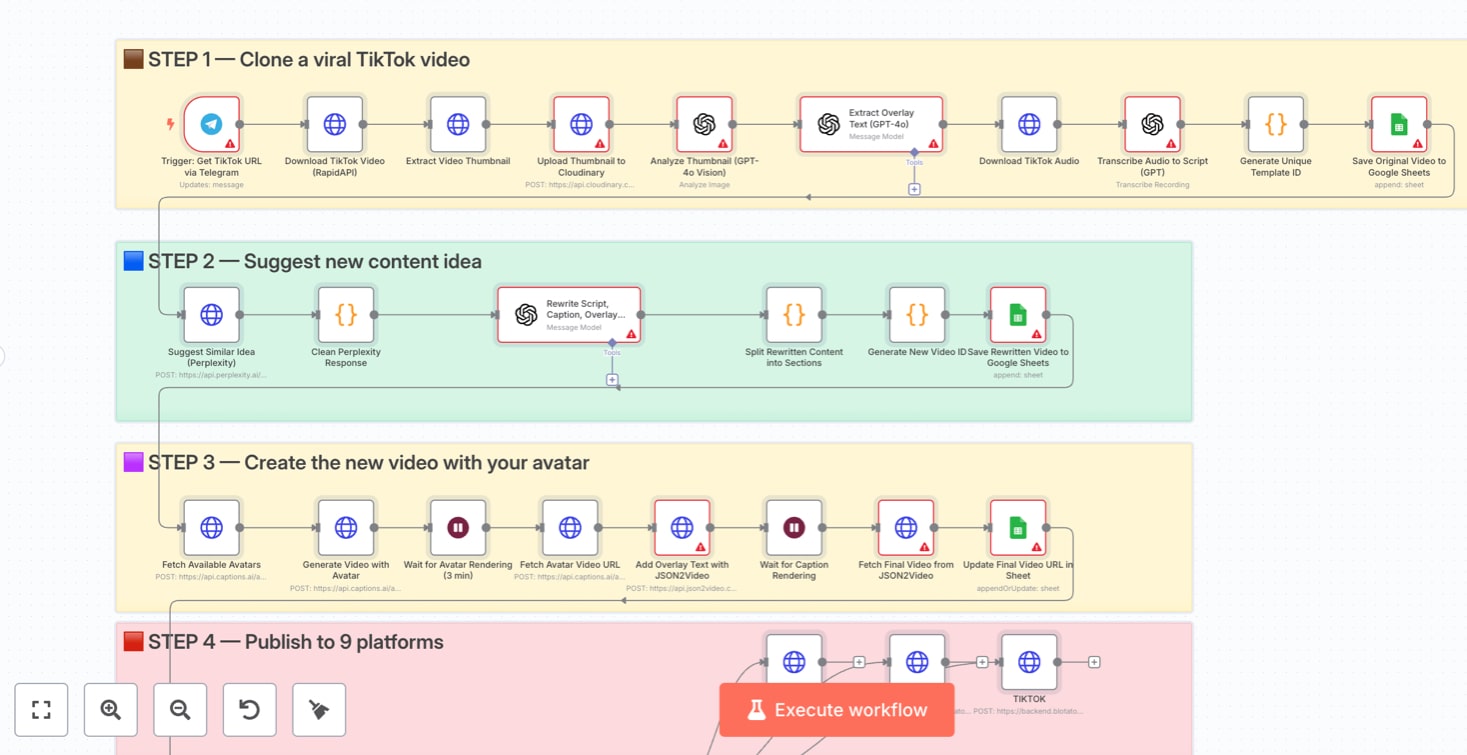 STEP 1 — Clone a viral TikTok video
Trigger: Get TikTok URL
via Telegram
Updates: message
Download TikTok Video
(RapidAPI)
Extract Video Thumbnail
Upload Thumbnail to
Cloudinary
POST: https://api.cloudinary.c...
Analyze Thumbnail (GPT-
4o Vision)
Analyze Image
Extract Overlay
Text (GPT-4o)
Message Model
Tools
Download TikTok Audio
Transcribe Audio to Script
(GPT)
Transcribe Recording
Generate Unique
Template ID
Save Original Video to
Google Sheets
append: sheet
STEP 2 — Suggest new content idea
Suggest Similar Idea
(Perplexity)
POST: https://api.perplexity.ai/...
Clean Perplexity
Response
Rewrite Script,
Caption, Overlay...
Message Model
Tools
Split Rewritten Content
into Sections
Generate New Video ID
Save Rewritten Video to
Google Sheets
append: sheet
STEP 3 — Create the new video with your avatar
Fetch Available Avatars
POST: https://api.captions.ai/a...
Generate Video with
Avatar
POST: https://api.captions.ai/a...
Wait for Avatar Rendering
(3 min)
Fetch Avatar Video URL
POST: https://api.captions.ai/a...
Add Overlay Text with
JSON2Video
POST: https://api.json2video.c...
Wait for Caption
Rendering
Fetch Final Video from
JSON2Video
Update Final Video URL in
Sheet
appendOrUpdate: sheet
STEP 4 — Publish to 9 platforms
TIKTOK
POST: https://backend.blotato...
Execute workflow